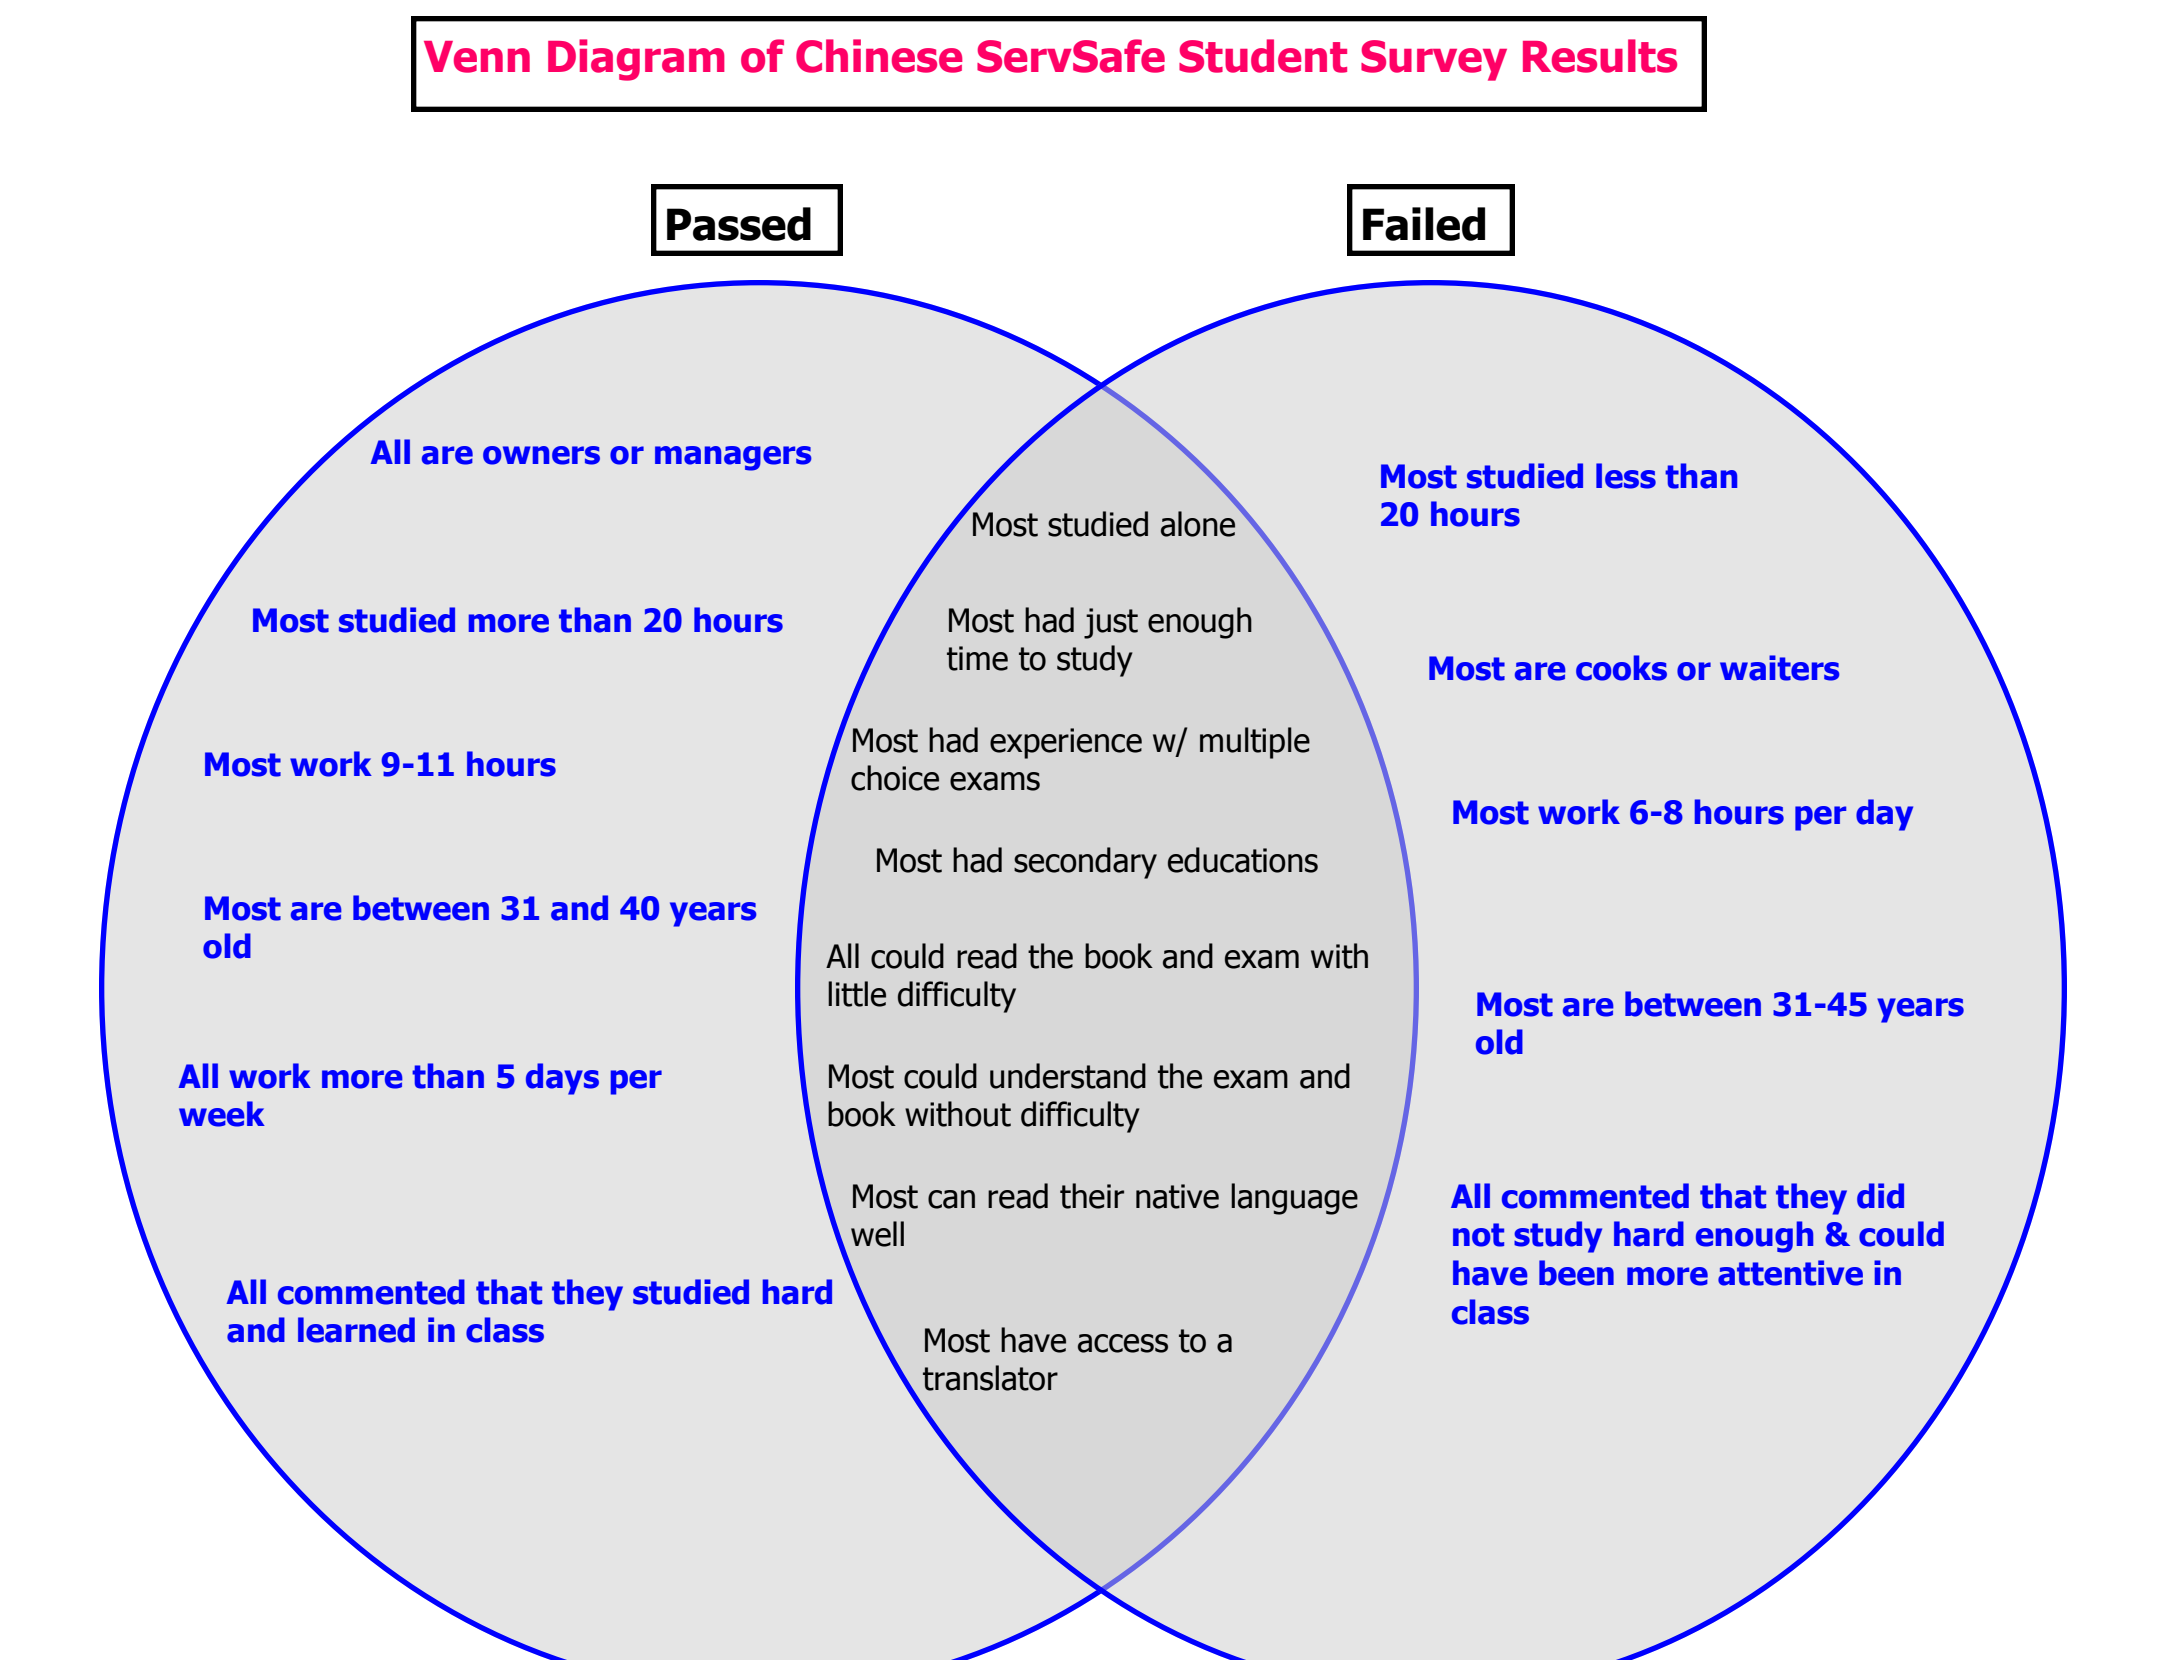 Venn Diagram of Chinese ServSafe Student Survey Results
Passed
Failed
All are owners or managers
Most studied more than 20 hours
Most work 9-11 hours
Most are between 31 and 40 years
old
All work more than 5 days per
week
All commented that they studied hard
and learned in class
Most studied alone
Most had just enough
time to study
Most had experience w/ multiple
choice exams
Most had secondary educations
All could read the book and exam with
little difficulty
Most could understand the exam and
book without difficulty
Most can read their native language
well
Most have access to a
translator
Most studied less than
20 hours
Most are cooks or waiters
Most work 6-8 hours per day
Most are between 31-45 years
old
All commented that they did
not study hard enough & could
have been more attentive in
class